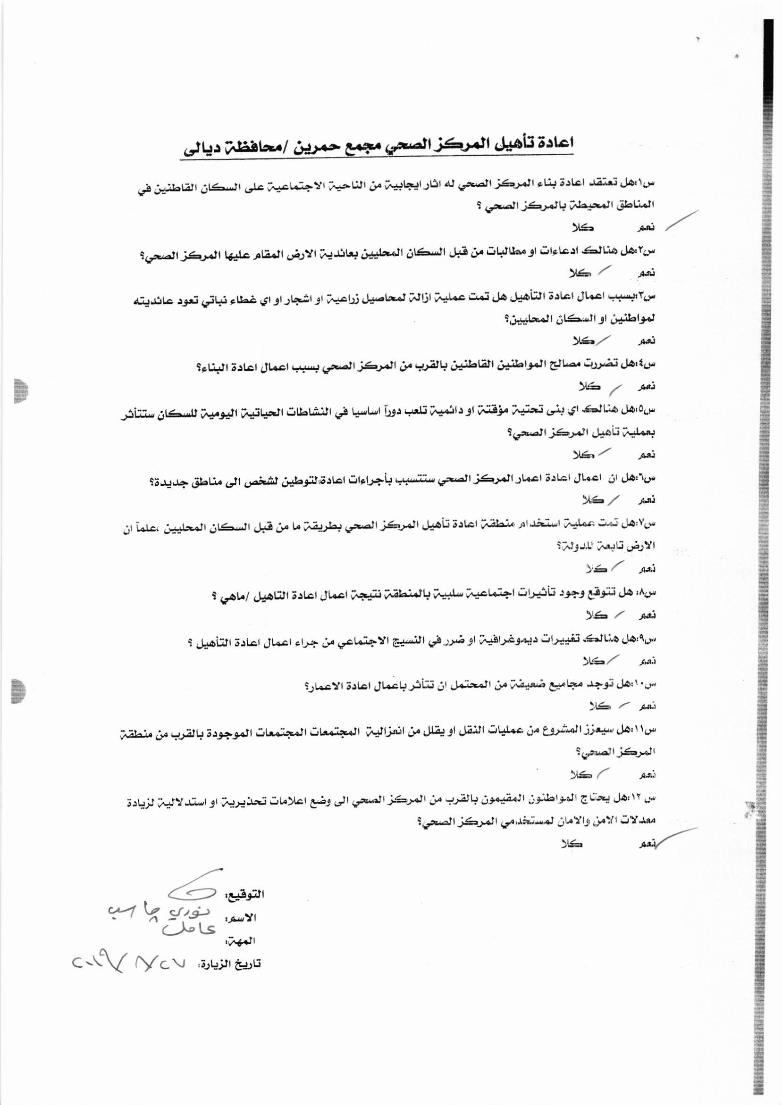 اعادة تأهيل المركز الصحي مجمع حمرين /محافظة ديالى
س١:هل تعتقد اعادة بناء المركز الصحي له اثار ايجابية من الناحية الاجتماعية على السكان القاطنين في
المناطق المحيطة بالمركز الصحي ؟
نعم كلا
س٢:هل هنالك ادعاءات او مطالبات من قبل السكان المحليين بعائدية الارض المقام عليها المركز الصحي؟
نعم / كلا
س٣:بسبب اعمال اعادة التأهيل هل تمت عملية ازالة لمحاصيل زراعية او اشجار او اي غطاء نباتي تعود عائديته
لمواطنين او السكان المحليين؟
نعم / كلا
س٤:هل تضررت مصالح المواطنين القاطنين بالقرب من المركز الصحي بسبب اعمال اعادة البناء؟
نعم / كلا
س٥:هل هنالك اي بنى تحتية مؤقتة او دائمية تلعب دورآ اساسيا في النشاطات الحياتية اليومية للسكان ستتأثر
بعملية تأهيل المركز الصحي؟
نعم / كلا
س٦:هل ان اعمال اعادة اعمار المركز الصحي ستتسبب بأجراءات اعادة التوطين لشخص الى مناطق جديدة؟
نعم / كلا
س٧:هل تمت عملية استخدام منطقة اعادة تأهيل المركز الصحي بطريقة ما من قبل السكان المحليين ،علماً ان
الارض تابعة للدولة؟
نعم / كلا
س٨: هل تتوقع وجود تأثيرات اجتماعية سلبية بالمنطقة نتيجة اعمال اعادة التاهيل /ماهي ؟
نعم / كلا
س٩:هل هنالك تغييرات ديموغرافية او ضرر في النسيج الاجتماعي من جراء اعمال اعادة التأهيل ؟
نعم / كلا
س١٠:هل توجد مجاميع ضعيفة من المحتمل ان تتأثر باعمال اعادة الاعمار؟
نعم / كلا
س١١:هل سيعزز المشروع من عمليات النقل او يقلل من انعزالية المجتمعات المجتمعات الموجودة بالقرب من منطقة
المركز الصحي؟
نعم / كلا
س١٢:هل يحتاج المواطنون المقيمون بالقرب من المركز الصحي الى وضع اعلامات تحذيرية او استدلالية لزيادة
معدلات الامن والامان لمستخدمي المركز الصحي؟
نعم كلا
التوقيع:
الاسم: نوري جاسب
المهة: عامل
تاريخ الزيارة: ٢٠١٩/٨/٢٧